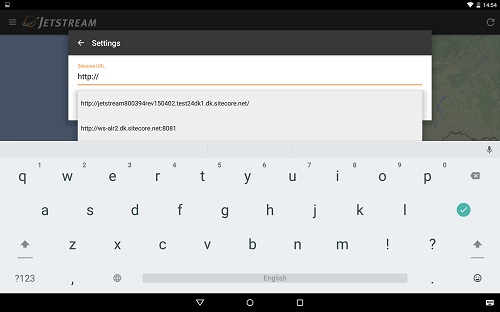 14:54
JETSTREAM
Settings
Sitecore URL
http://
http://jetstream800394rev150402.test24dk1.dk.sitecore.net/
http://ws-alr2.dk.sitecore.net:8081
1 2 3 4 5 6 7 8 9 0
q w e r t y u i o p
a s d f g h j k l
z x c v b n m ! ?
?123 , English .